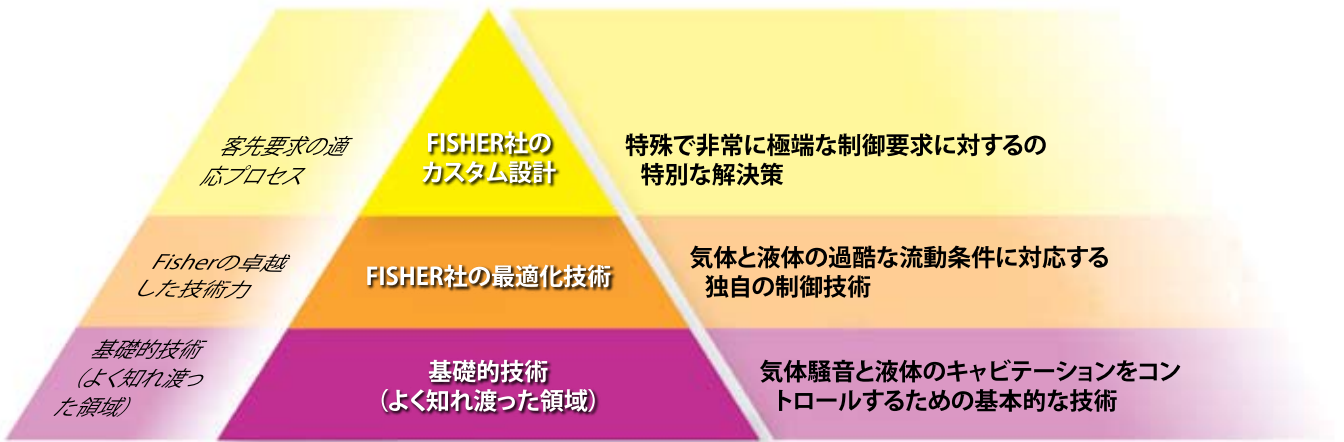 客先要求の適
応プロセス
FISHER社の
カスタム設計
特殊で非常に極端な制御要求に対するの
特別な解決策
Fisherの卓越
した技術力
FISHER社の最適化技術
気体と液体の過酷な流動条件に対応する
独自の制御技術
基礎的技術
（よく知れ渡っ
た領域）
基礎的技術
（よく知れ渡った領域）
気体騒音と液体のキャビテーションをコン
トロールするための基本的な技術